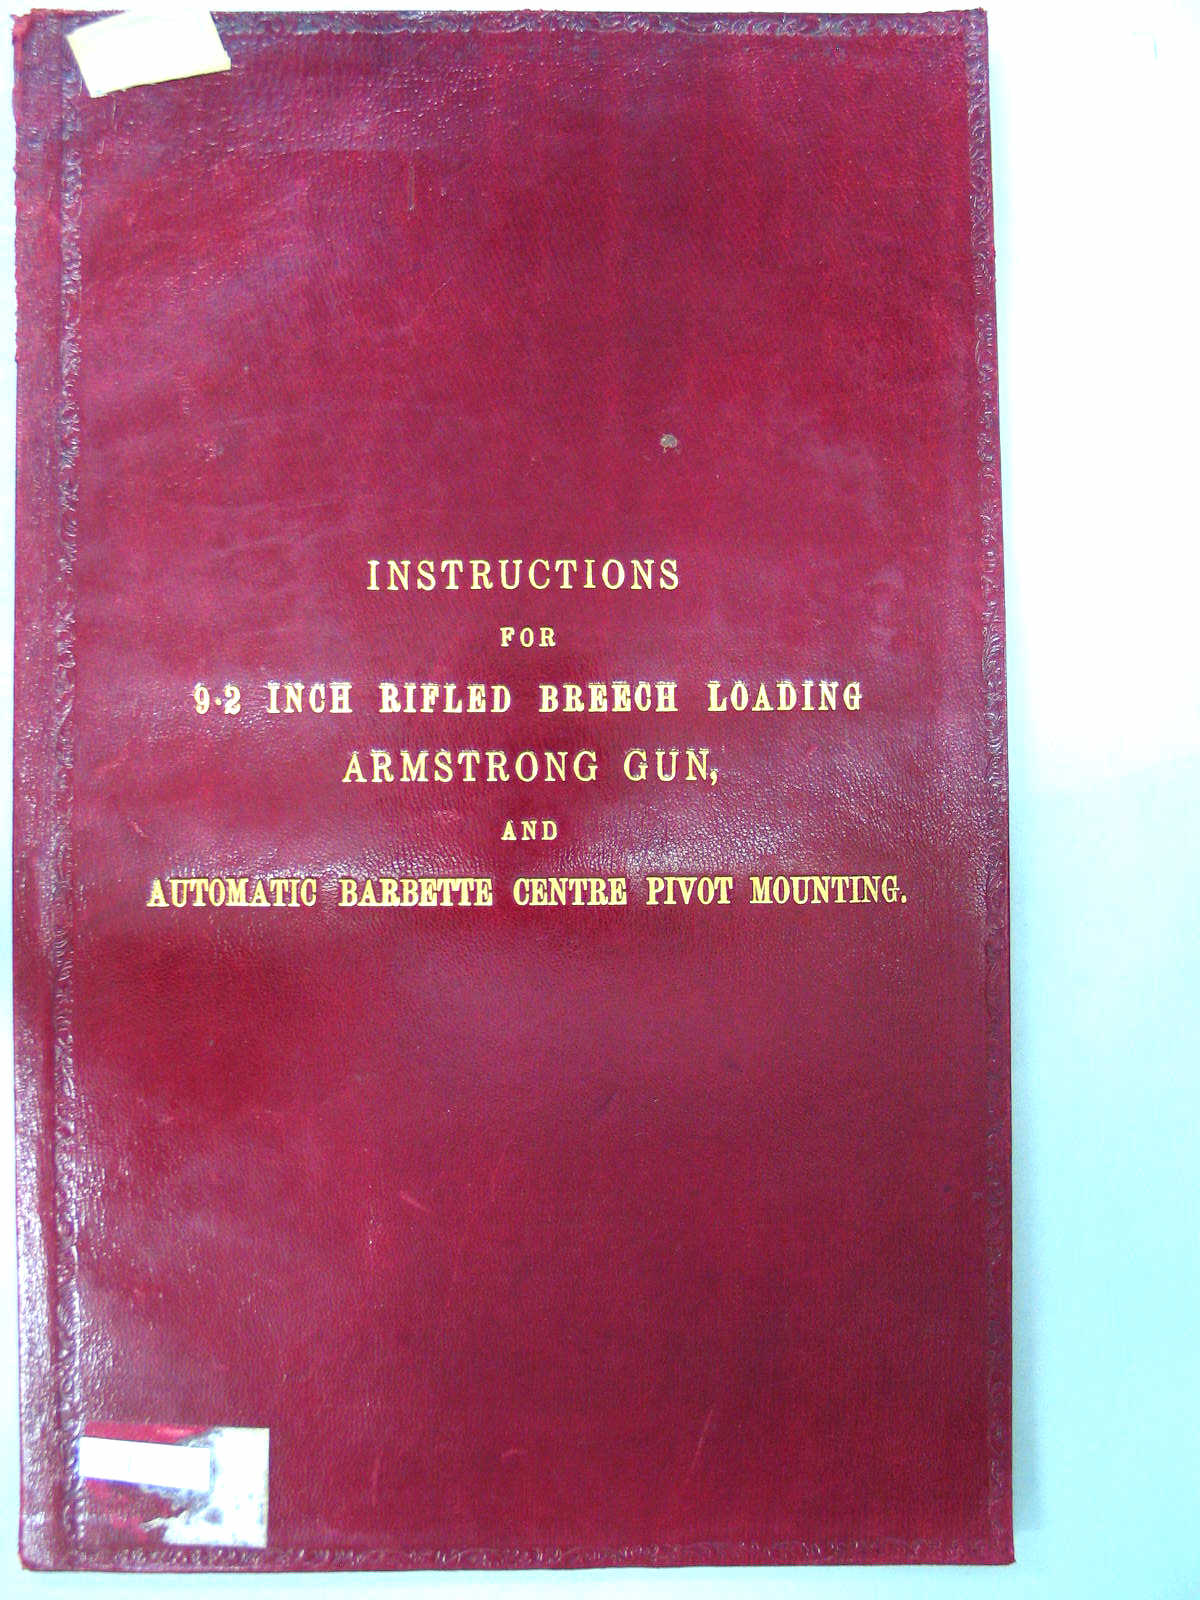 INSTRUCTIONS
FOR
9·2 INCH RIFLED BREECH LOADING
ARMSTRONG GUN,
AND
AUTOMATIC BARBETTE CENTRE PIVOT MOUNTING.